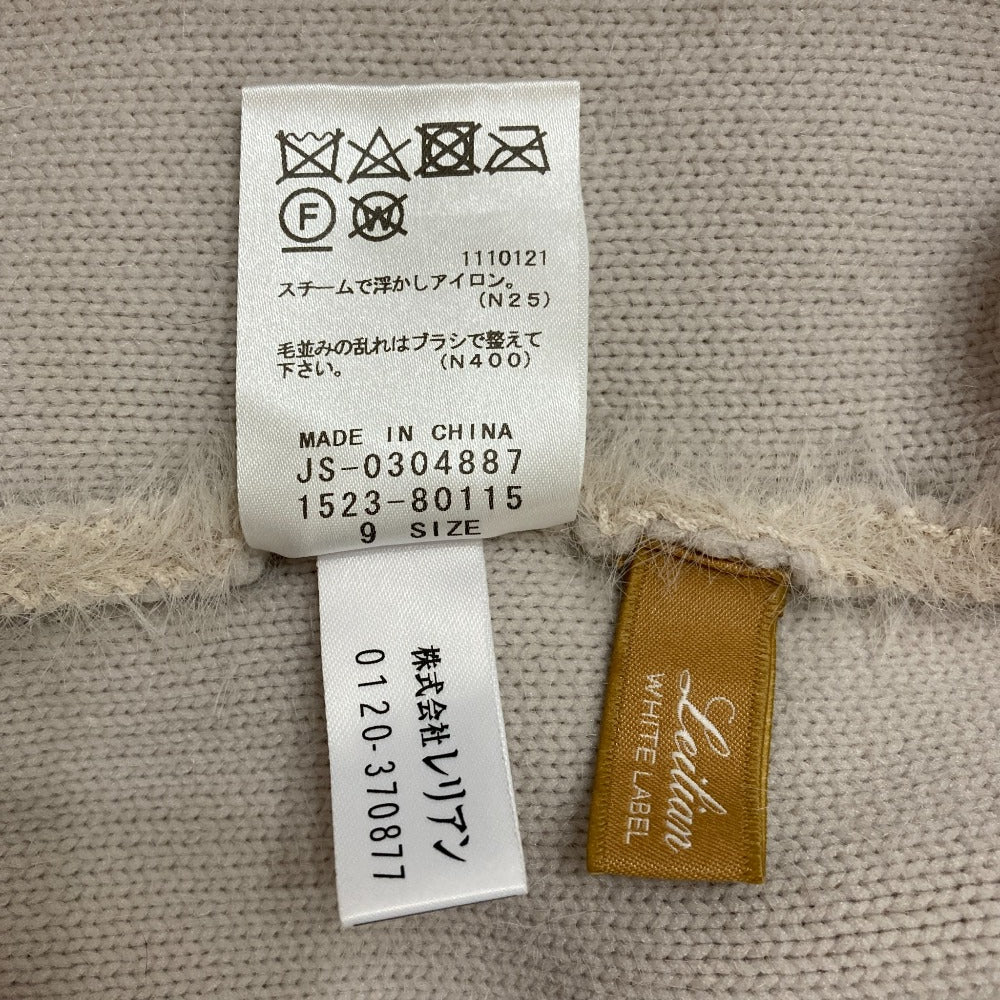 F
W
1110121
スチームで浮かしアイロン。
(N25)
毛並みの乱れはブラシで整えて
下さい。 (N400)
MADE IN CHINA
JS-0304887
1523-80115
9 SIZE
株式会社レリアン
0120-370877
Lecilian
WHITE LABEL